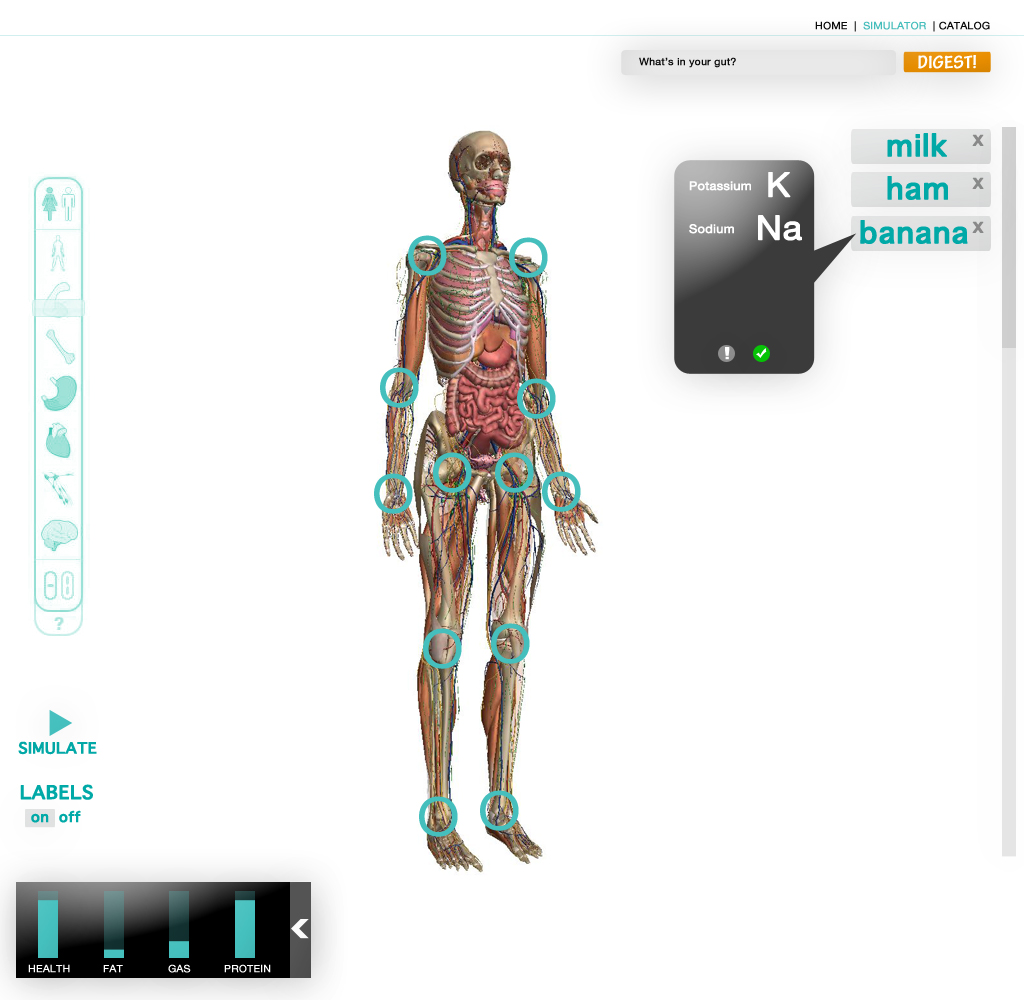 HOME | SIMULATOR | CATALOG
What's in your gut? DIGEST!
milk X
ham X
banana X
Potassium K
Sodium Na
!
?
SIMULATE
LABELS
on off
HEALTH FAT GAS PROTEIN